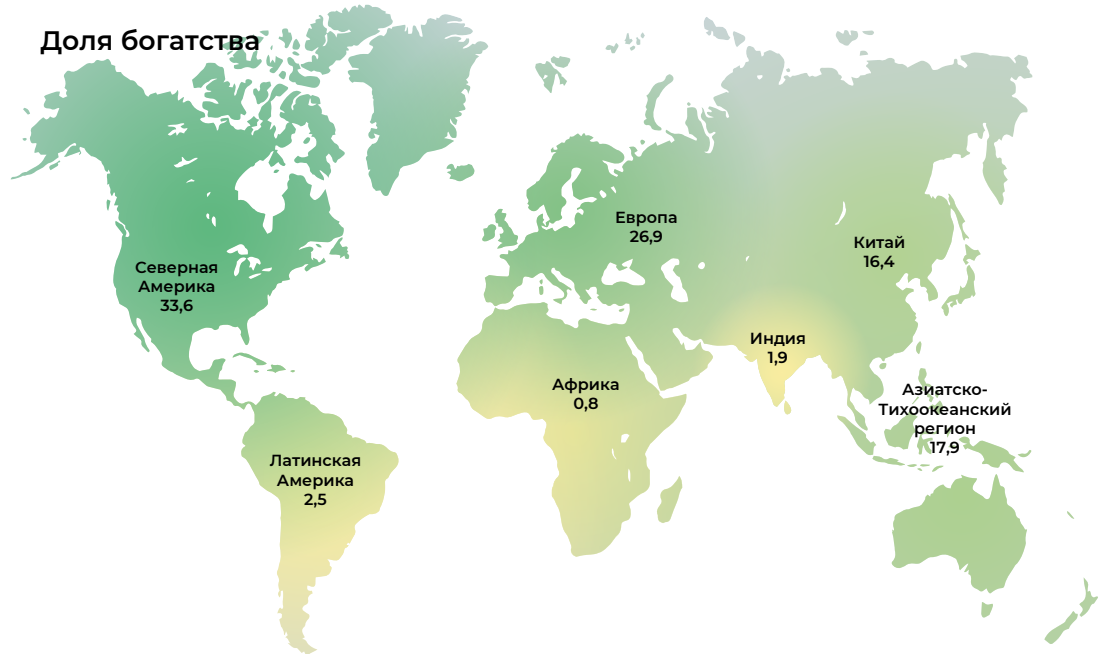 Доля богатства
Европа
26,9
Китай
16,4
Северная
Америка
33,6
Индия
1,9
Африка
0,8
Азиатско-
Тихоокеанский
регион
17,9
Латинская
Америка
2,5